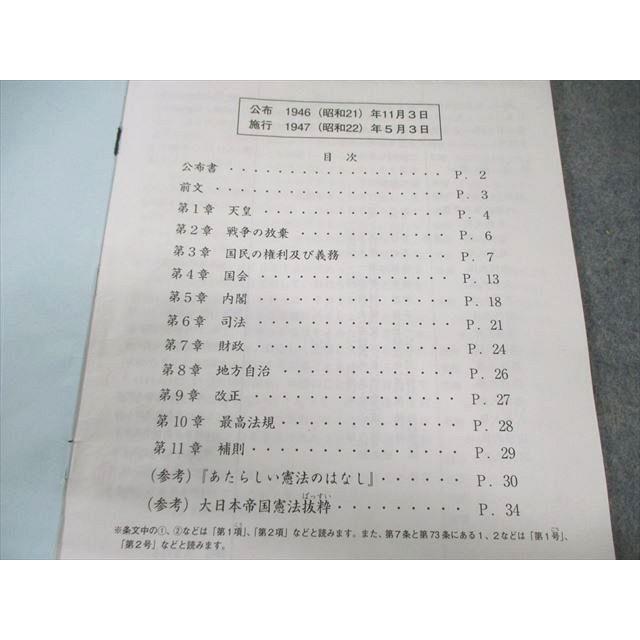 公布 1946（昭和21）年11月3日
施行 1947（昭和22）年5月3日
目 次
公布書 ・・・・・・・・・・・・・・・・・・・ P. 2
前文 ・・・・・・・・・・・・・・・・・・・・ P. 3
第1章 天皇 ・・・・・・・・・・・・・・・・ P. 4
第2章 戦争の放棄 ・・・・・・・・・・・・・ P. 6
第3章 国民の権利及び義務 ・・・・・・・・・ P. 7
第4章 国会 ・・・・・・・・・・・・・・・・ P. 13
第5章 内閣 ・・・・・・・・・・・・・・・・ P. 18
第6章 司法 ・・・・・・・・・・・・・・・・ P. 21
第7章 財政 ・・・・・・・・・・・・・・・・ P. 24
第8章 地方自治 ・・・・・・・・・・・・・・ P. 26
第9章 改正 ・・・・・・・・・・・・・・・・ P. 27
第10章 最高法規・・・・・・・・・・・・・・ P. 28
第11章 補則 ・・・・・・・・・・・・・・・ P. 29
（参考）『あたらしい憲法のはなし』・・・・・・ P. 30
ばっすい
（参考）大日本帝国憲法抜粋・・・・・・・・・ P. 34
※条文中の①、②などは「第1項」、「第2項」などと読みます。また、第7条と第73条にある1、2などは「第1号」、
「第2号」などと読みます。